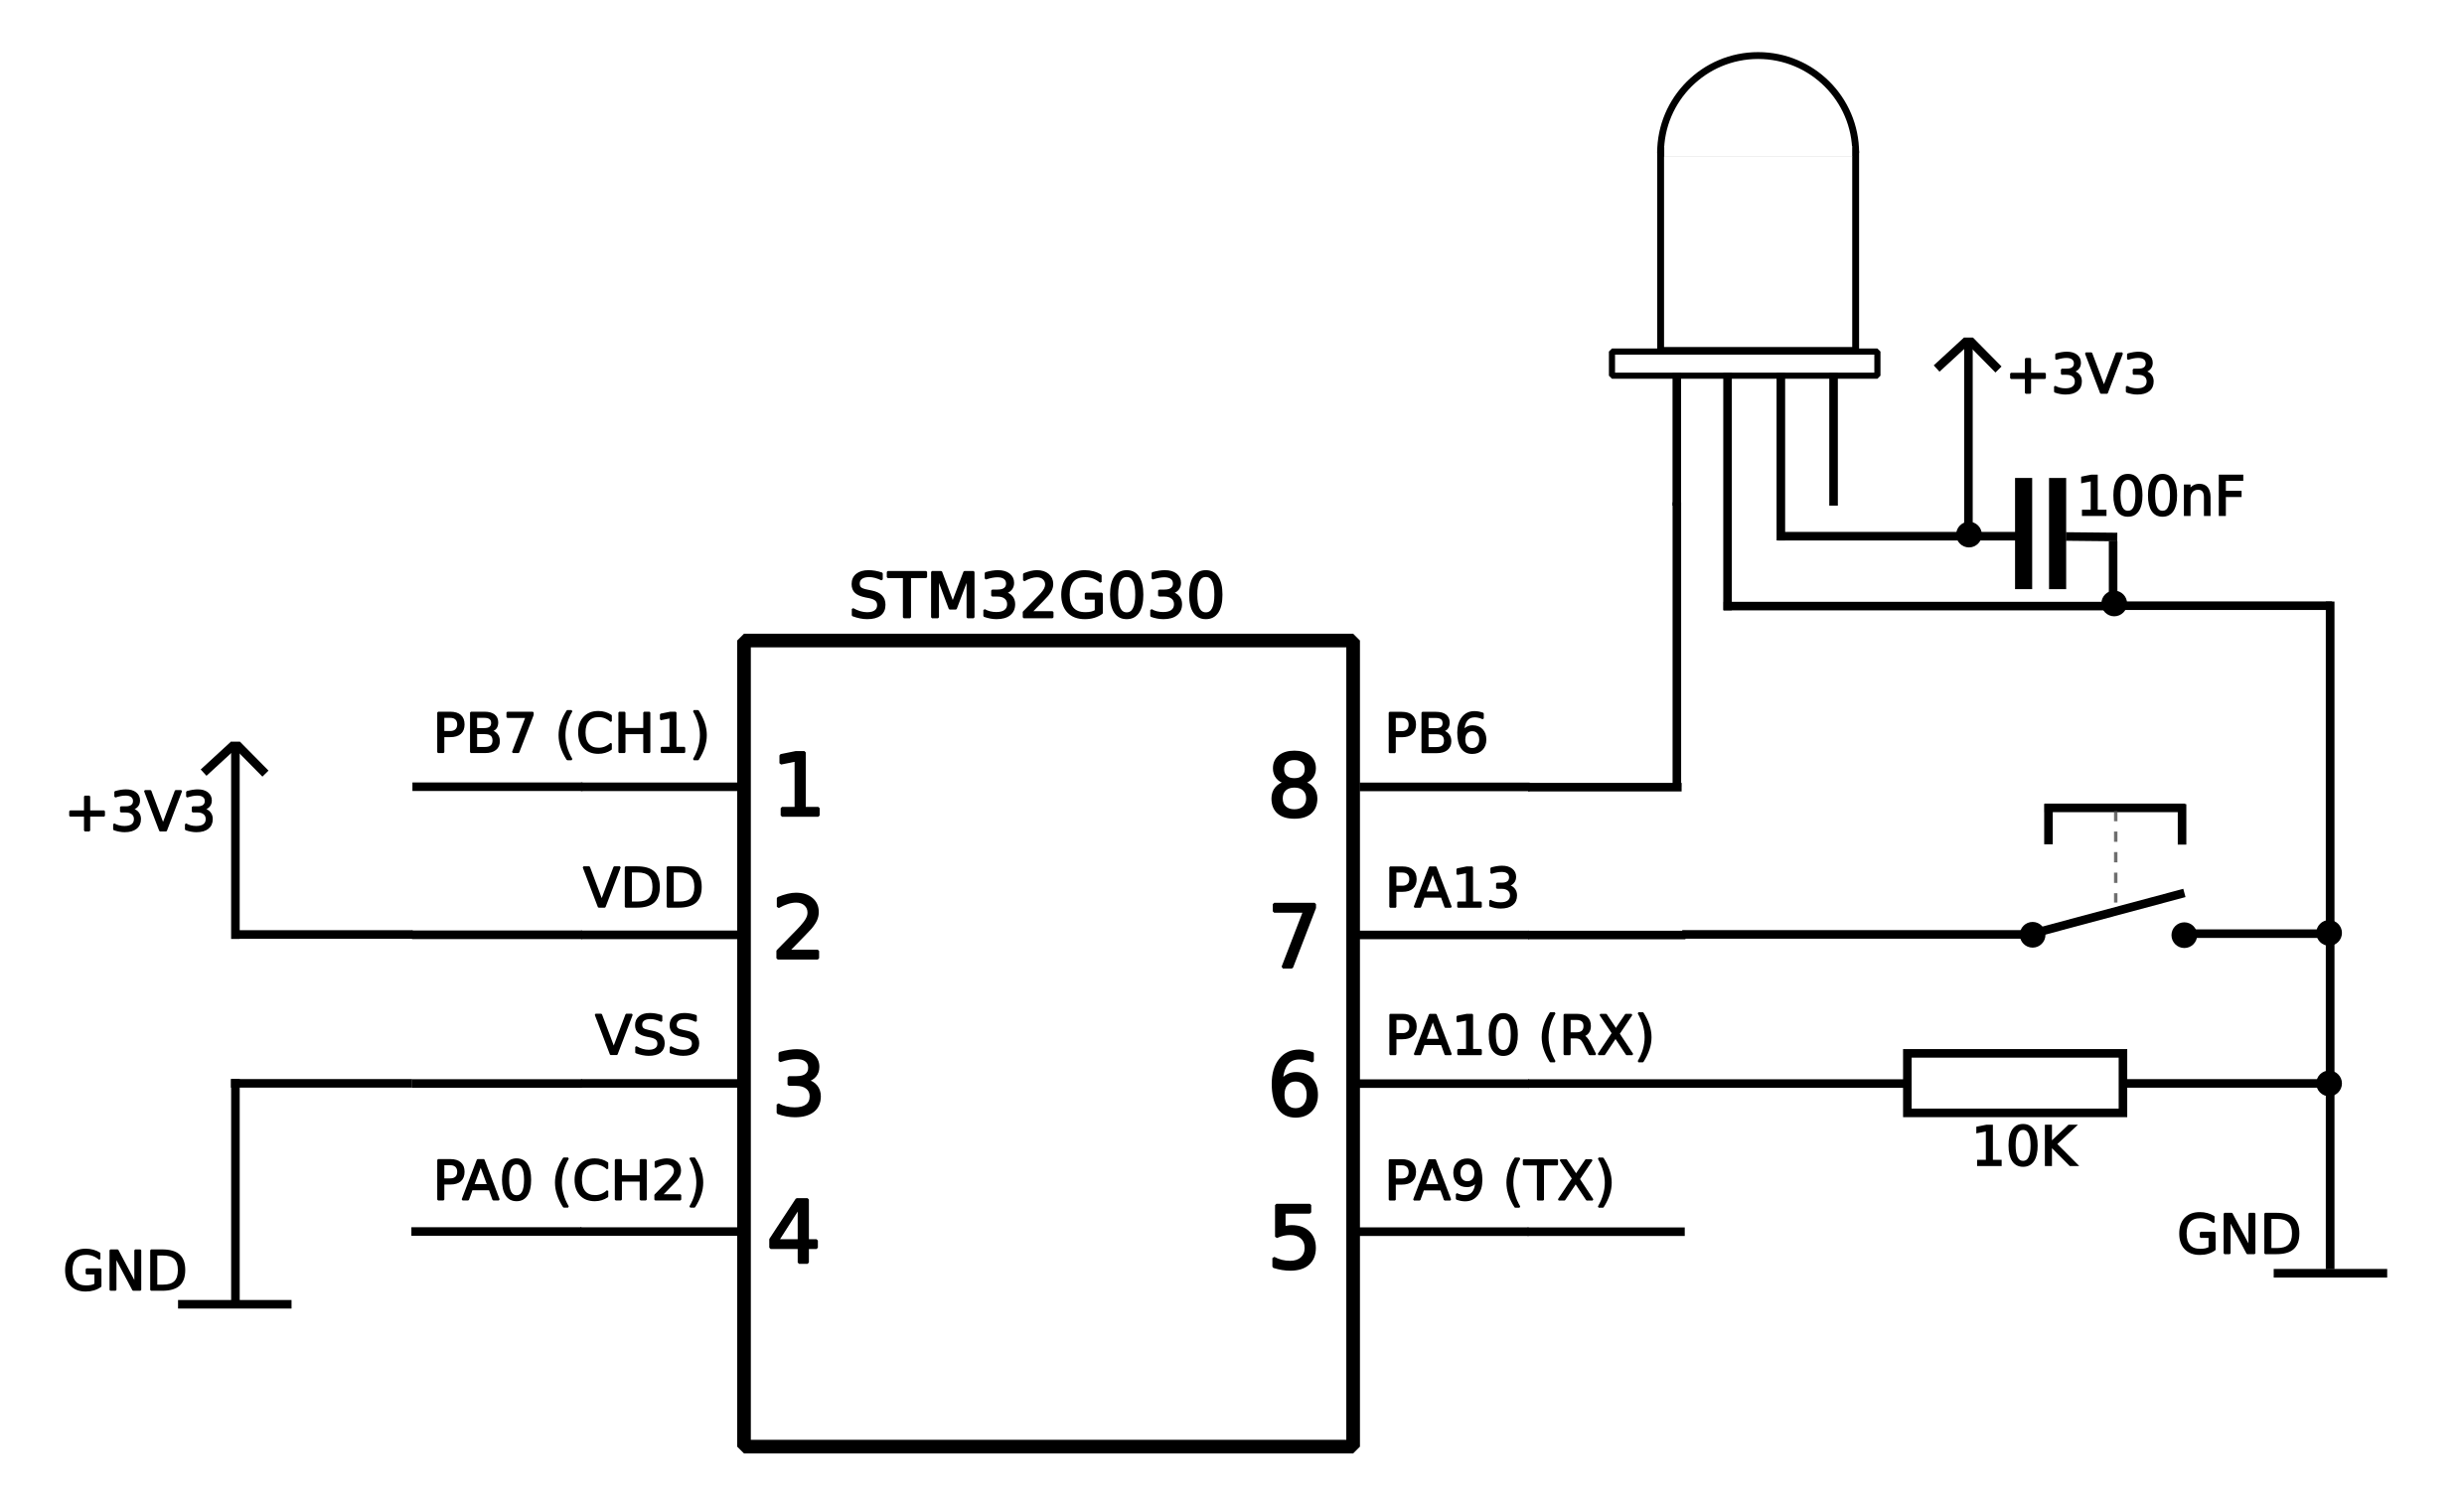 +3V3
100nF
STM32G030
PB7 (CH1)
1
8
PB6
+3V3
VDD
2
7
PA13
VSS
3
6
PA10 (RX)
10K
PA0 (CH2)
4
5
PA9 (TX)
GND
GND